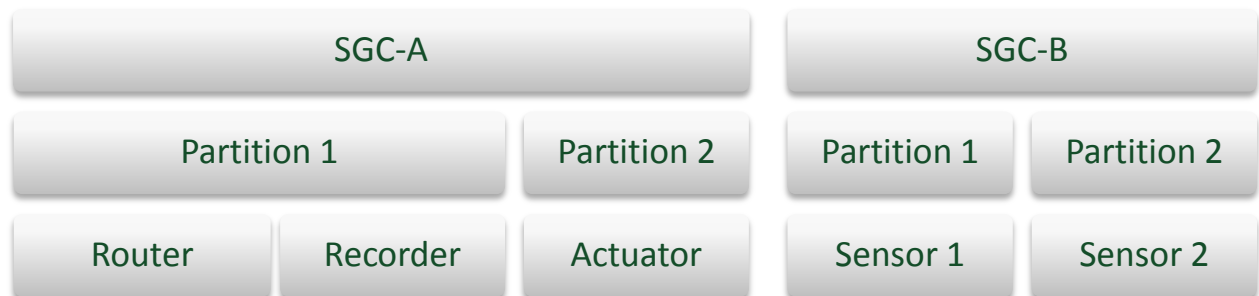 SGC-A SGC-B
Partition 1 Partition 2 Partition 1 Partition 2
Router Recorder Actuator Sensor 1 Sensor 2